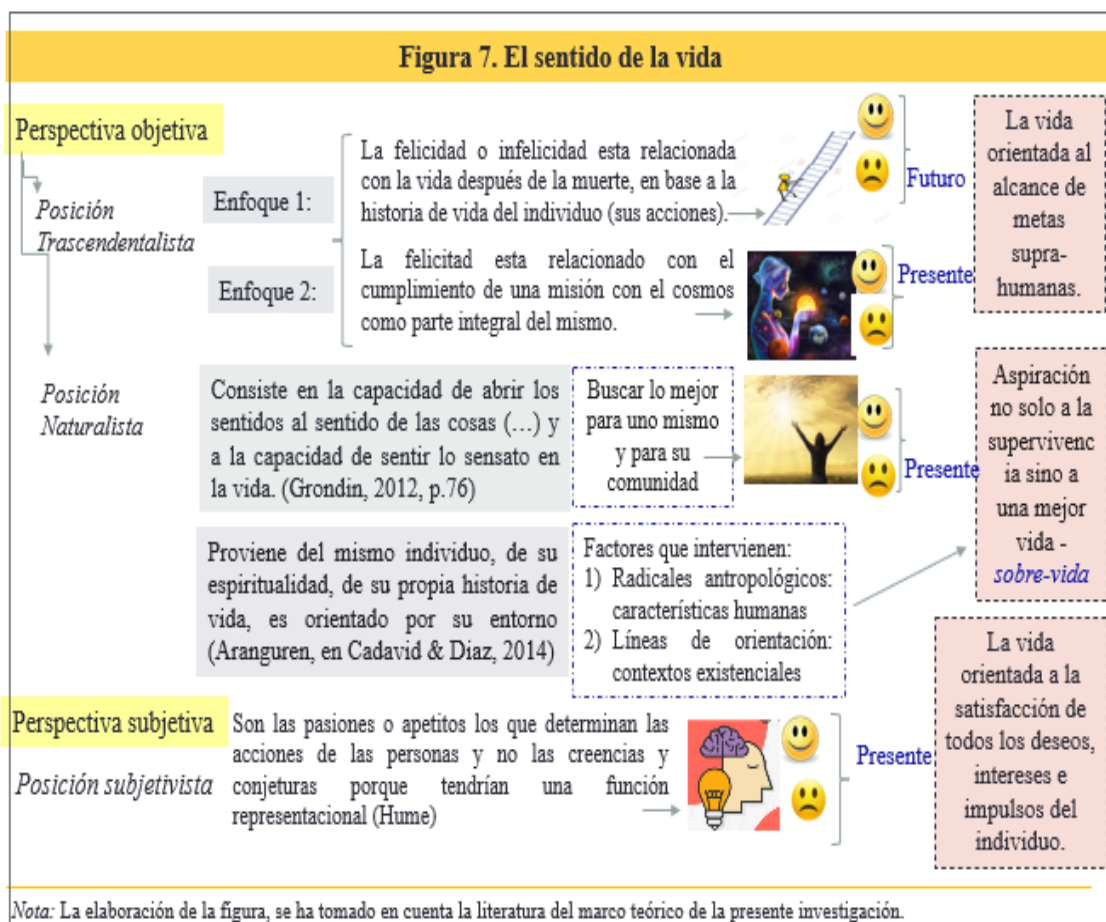 Figura 7. El sentido de la vida
Perspectiva objetiva
Posición
Trascendentalista
Enfoque 1:
La felicidad o infelicidad esta relacionada
con la vida después de la muerte, en base a la
historia de vida del individuo (sus acciones).
Futuro
Enfoque 2:
La felicitad esta relacionado con el
cumplimiento de una misión con el cosmos
como parte integral del mismo.
Presente
La vida
orientada al
alcance de
metas
supra-
humanas.
Posición
Naturalista
Consiste en la capacidad de abrir los
sentidos al sentido de las cosas (…) y
a la capacidad de sentir lo sensato en
la vida. (Grondin, 2012, p.76)
Buscar lo mejor
para uno mismo
y para su
comunidad
Presente
Proviene del mismo individuo, de su
espiritualidad, de su propia historia de
vida, es orientado por su entorno
(Aranguren, en Cadavid & Diaz, 2014)
Factores que intervienen:
1) Radicales antropológicos:
características humanas
2) Líneas de orientación:
contextos existenciales
Aspiración
no solo a la
supervivenc
ia sino a
una mejor
vida -
sobre-vida
Perspectiva subjetiva
Posición subjetivista
Son las pasiones o apetitos los que determinan las
acciones de las personas y no las creencias y
conjeturas porque tendrían una función
representacional (Hume)
Presente
La vida
orientada a la
satisfacción de
todos los deseos,
intereses e
impulsos del
individuo.
Nota: La elaboración de la figura, se ha tomado en cuenta la literatura del marco teórico de la presente investigación.